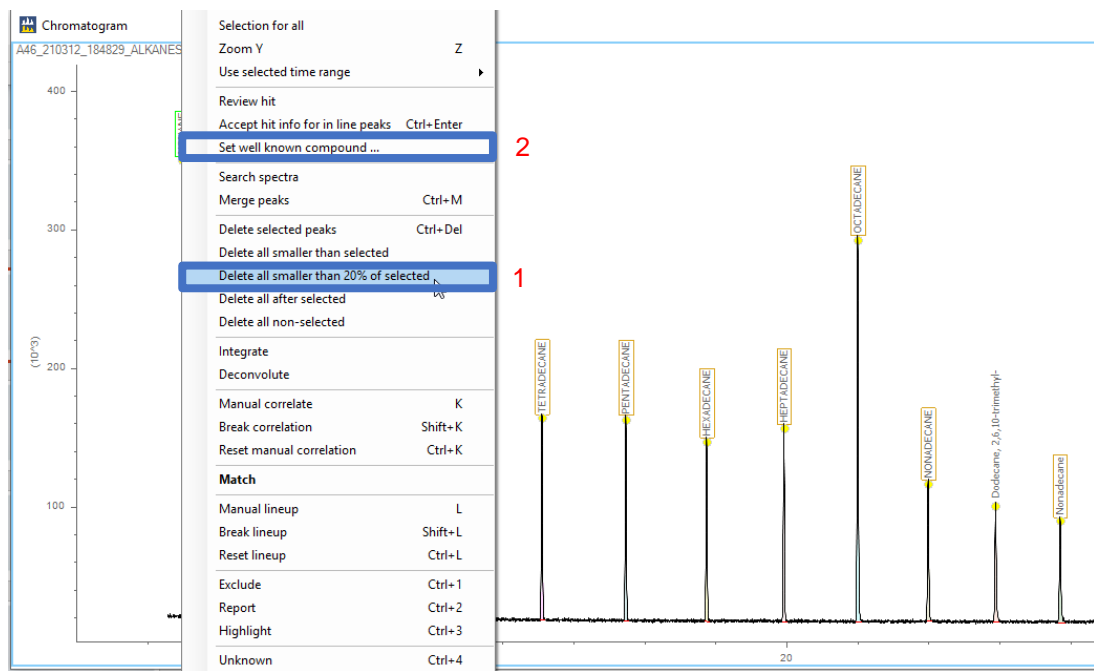 Chromatogram
A46_210312_184829_ALKANES
Selection for all
Zoom Y Z
Use selected time range
Review hit
Accept hit info for in line peaks Ctrl+Enter
Set well known compound ...
2
Search spectra
Merge peaks Ctrl+M
Delete selected peaks Ctrl+Del
Delete all smaller than selected
Delete all smaller than 20% of selected
1
Delete all after selected
Delete all non-selected
Integrate
Deconvolute
Manual correlate K
Break correlation Shift+K
Reset manual correlation Ctrl+K
Match
Manual lineup L
Break lineup Shift+L
Reset lineup Ctrl+L
Exclude Ctrl+1
Report Ctrl+2
Highlight Ctrl+3
Unknown Ctrl+4
400
300
(10^3)
200
100
TETRADECANE
PENTADECANE
HEXADECANE
HEPTADECANE
OCTADECANE
NONADECANE
Dodecane, 2,6,10-trimethyl-
Nonadecane
20